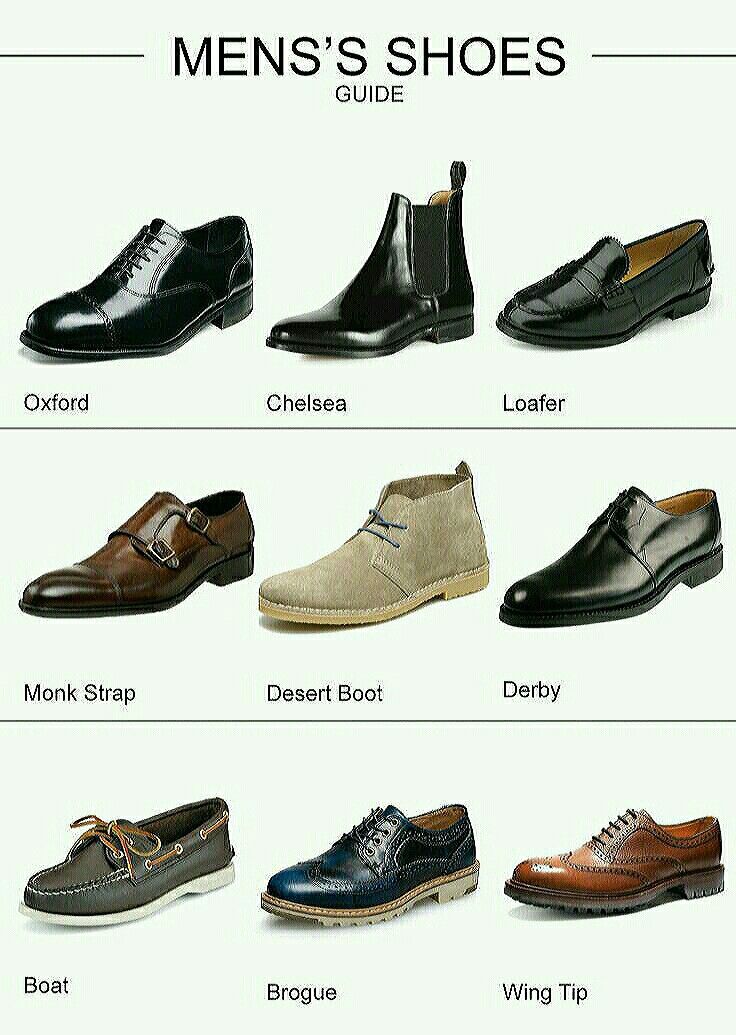 MENS'S SHOES
GUIDE
Oxford
Chelsea
Loafer
Monk Strap
Desert Boot
Derby
Boat
Brogue
Wing Tip